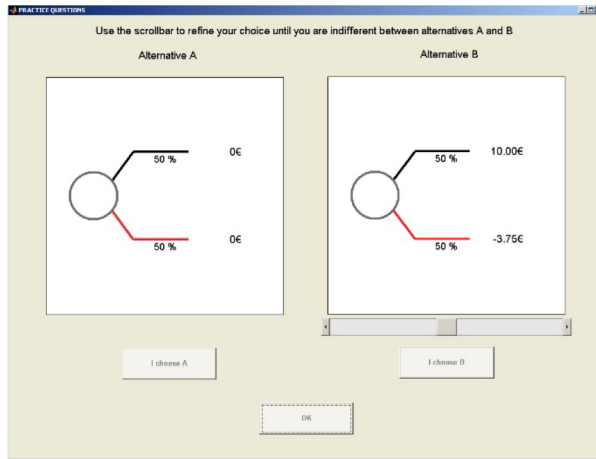 PRACTICE QUESTIONS
Use the scrollbar to refine your choice until you are indifferent between alternatives A and B
Alternative A
Alternative B
50 %
0€
50 %
0€
50 %
10.00€
50 %
-3.75€
I choose A
I choose B
OK